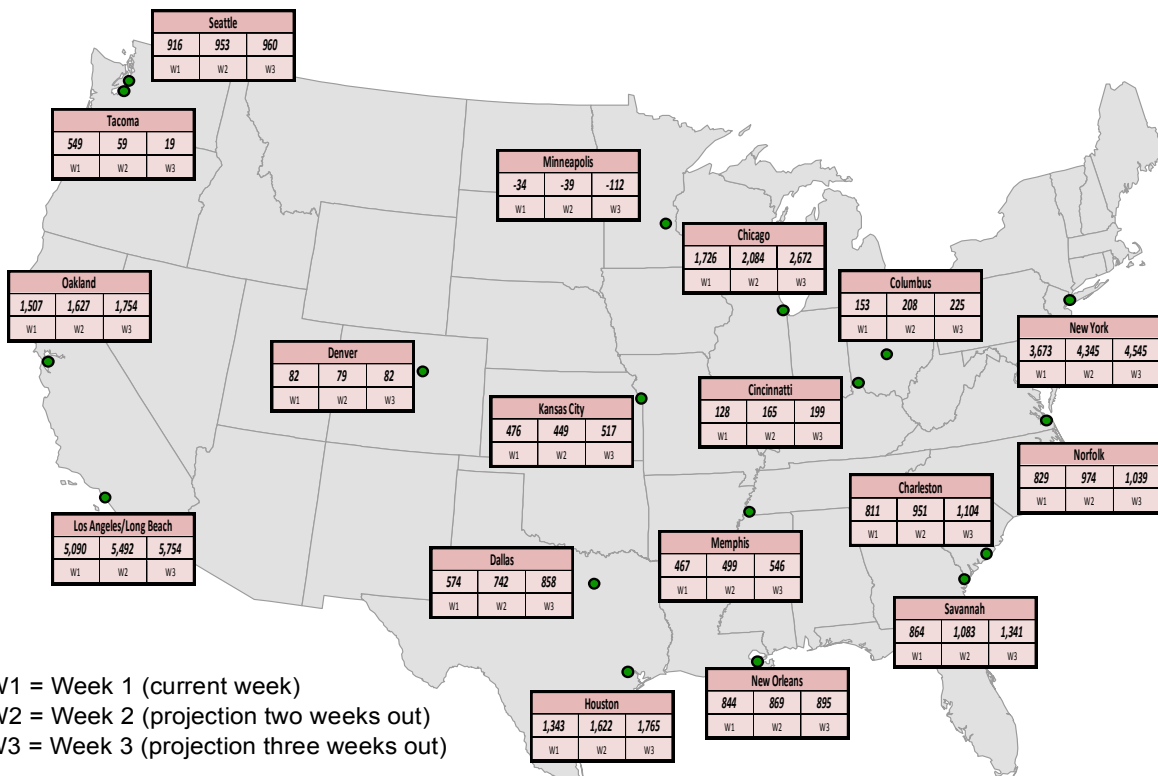 Seattle
916 953 960
W1 W2 W3
Tacoma
549 59 19
W1 W2 W3
Minneapolis
-34 -39 -112
W1 W2 W3
Chicago
1,726 2,084 2,672
W1 W2 W3
Oakland
1,507 1,627 1,754
W1 W2 W3
Columbus
153 208 225
W1 W2 W3
New York
3,673 4,345 4,545
W1 W2 W3
Denver
82 79 82
W1 W2 W3
Cincinnatti
128 165 199
W1 W2 W3
Kansas City
476 449 517
W1 W2 W3
Norfolk
829 974 1,039
W1 W2 W3
Charleston
811 951 1,104
W1 W2 W3
Los Angeles/Long Beach
5,090 5,492 5,754
W1 W2 W3
Memphis
467 499 546
W1 W2 W3
Dallas
574 742 858
W1 W2 W3
Savannah
864 1,083 1,341
W1 W2 W3
New Orleans
844 869 895
W1 W2 W3
Houston
1,343 1,622 1,765
W1 W2 W3
W1 = Week 1 (current week)
W2 = Week 2 (projection two weeks out)
W3 = Week 3 (projection three weeks out)